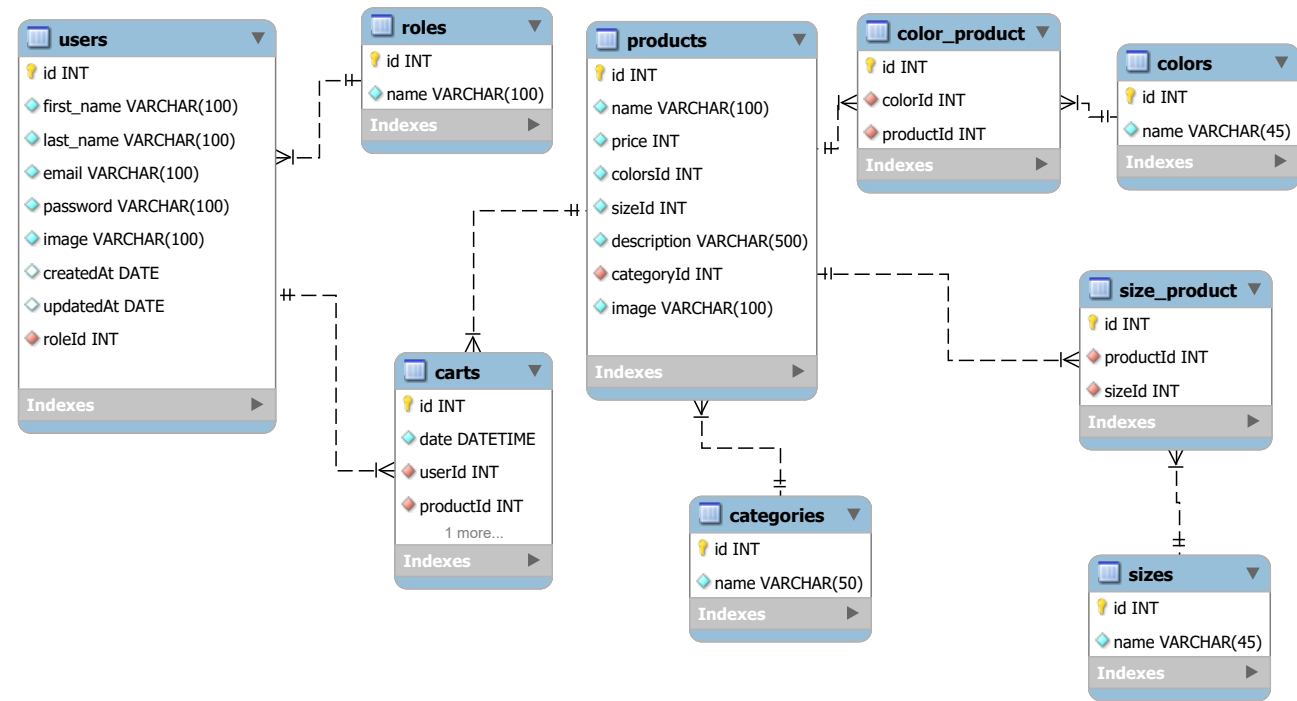 users
id INT
first_name VARCHAR(100)
last_name VARCHAR(100)
email VARCHAR(100)
password VARCHAR(100)
image VARCHAR(100)
createdAt DATE
updatedAt DATE
roleId INT
Indexes
roles
id INT
name VARCHAR(100)
Indexes
carts
id INT
date DATETIME
userId INT
productId INT
1 more...
Indexes
products
id INT
name VARCHAR(100)
price INT
colorsId INT
sizeId INT
description VARCHAR(500)
categoryId INT
image VARCHAR(100)
Indexes
categories
id INT
name VARCHAR(50)
Indexes
color_product
id INT
colorId INT
productId INT
Indexes
colors
id INT
name VARCHAR(45)
Indexes
size_product
id INT
productId INT
sizeId INT
Indexes
sizes
id INT
name VARCHAR(45)
Indexes